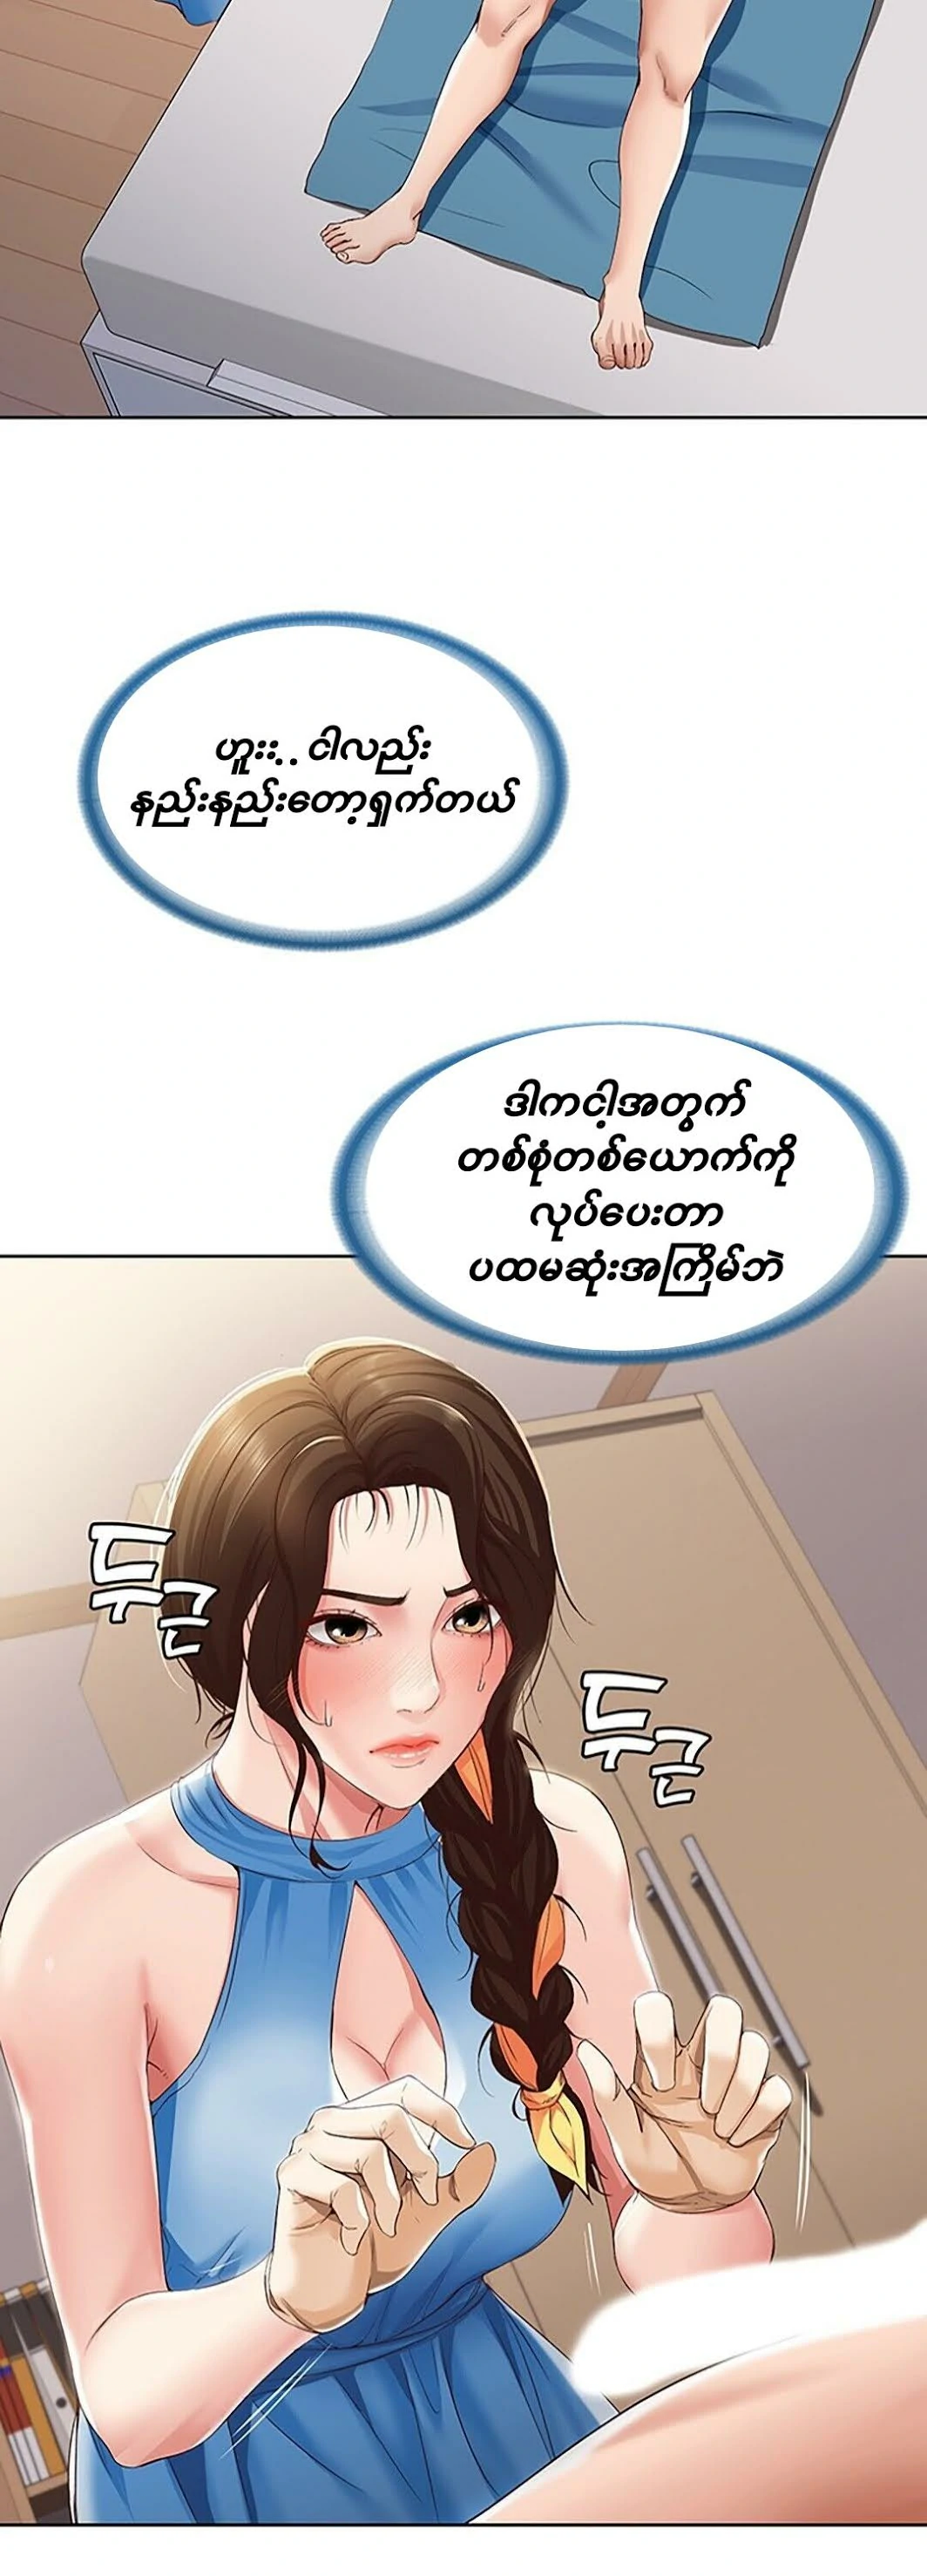 ဟူးး..ငါလည်း
နည်းနည်းတော့ရှက်တယ်
ဒါကငါ့အတွက်
တစ်စုံတစ်ယောက်ကို
လုပ်ပေးတာ
ပထမဆုံးအကြိမ်ဘဲ
두근
두근